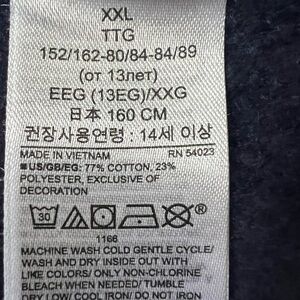 XXL
TTG
152/162-80/84-84/89
(от 13лет)
EEG (13EG)/XXG
日本 160 CM
권장사용연령 : 14세 이상
MADE IN VIETNAM RN 54023
■US/GB/EG: 77% COTTON, 23%
POLYESTER, EXCLUSIVE OF
DECORATION
30 ®
1166
MACHINE WASH COLD GENTLE CYCLE/
WASH AND DRY INSIDE OUT WITH
LIKE COLORS/ ONLY NON-CHLORINE
BLEACH WHEN NEEDED/ TUMBLE
DRY LOW/ COOL IRON/ DO NOT IRON